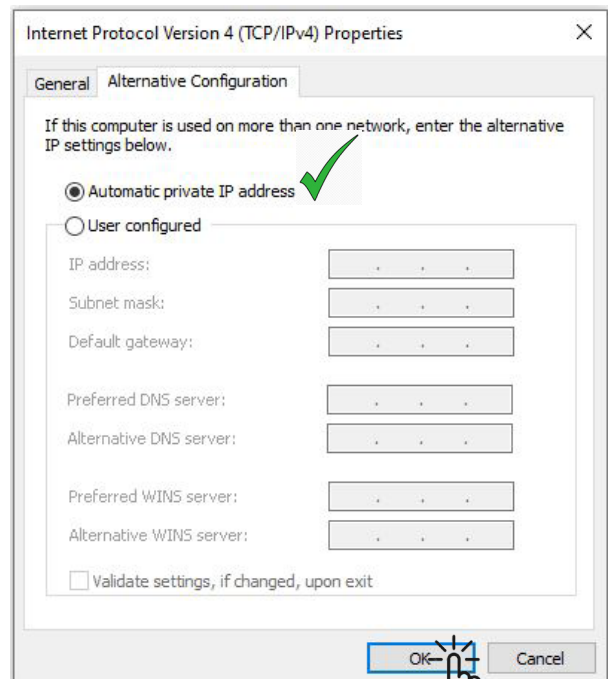 Internet Protocol Version 4 (TCP/IPv4) Properties
General Alternative Configuration
If this computer is used on more than one network, enter the alternative
IP settings below.
Automatic private IP address
User configured
IP address:
Subnet mask:
Default gateway:
Preferred DNS server:
Alternative DNS server:
Preferred WINS server:
Alternative WINS server:
Validate settings, if changed, upon exit
OK Cancel